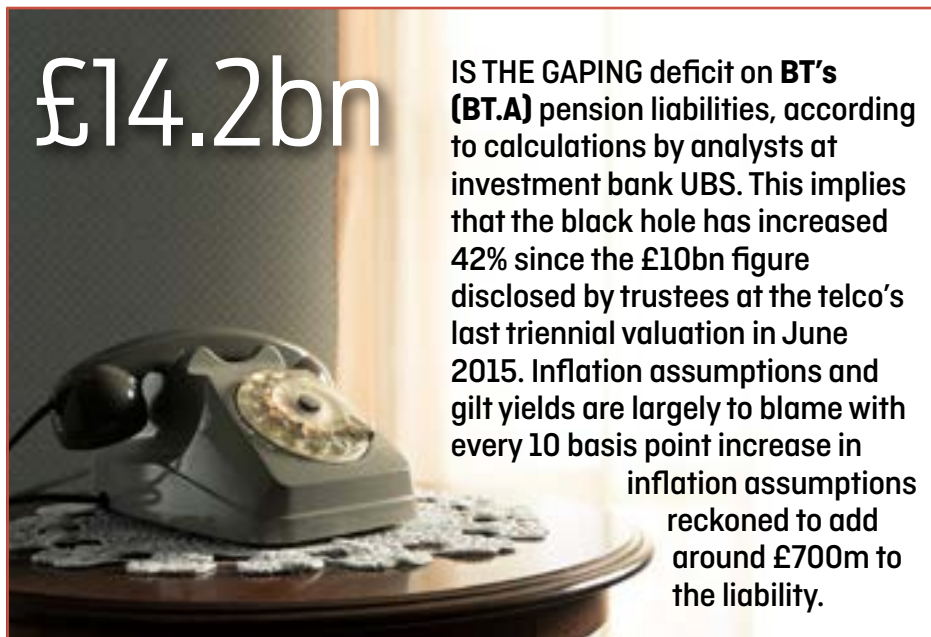 £14.2bn
IS THE GAPING deficit on BT's
(BT.A) pension liabilities, according
to calculations by analysts at
investment bank UBS. This implies
that the black hole has increased
42% since the £10bn figure
disclosed by trustees at the telco's
last triennial valuation in June
2015. Inflation assumptions and
gilt yields are largely to blame with
every 10 basis point increase in
inflation assumptions
reckoned to add
around £700m to
the liability.